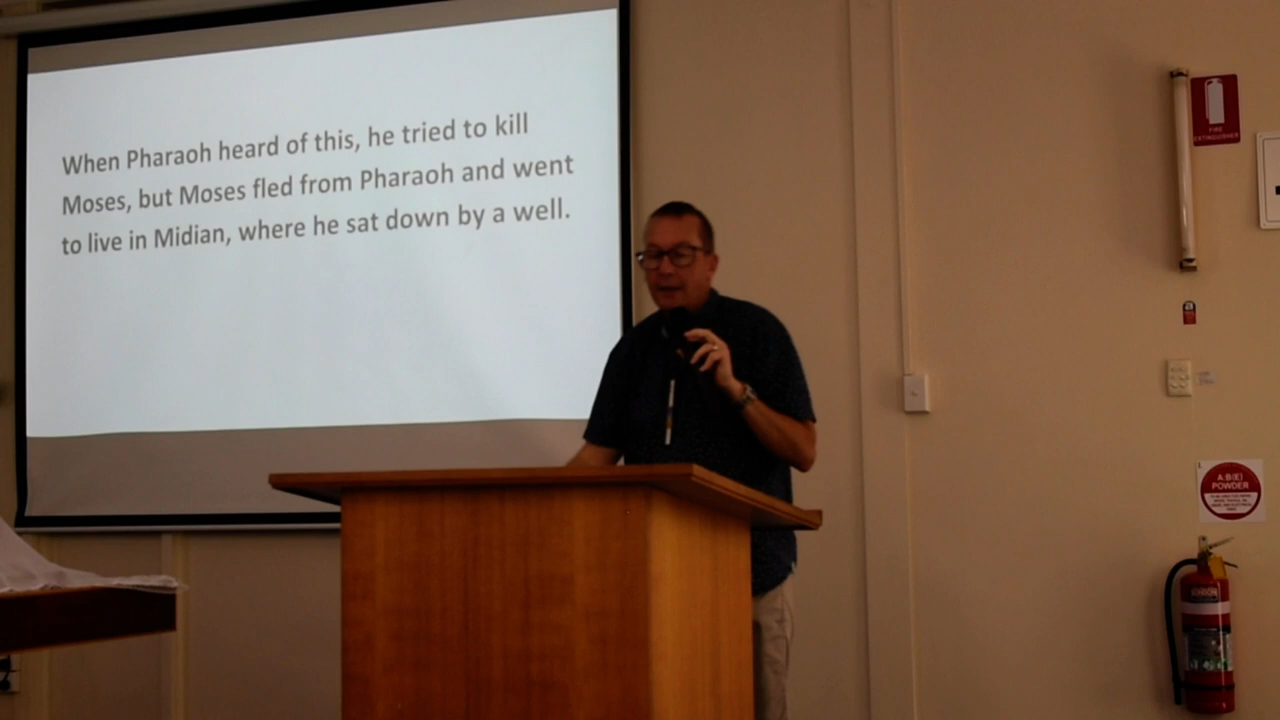 When Pharaoh heard of this, he tried to kill
Moses, but Moses fled from Pharaoh and went
to live in Midian, where he sat down by a well.
FIRE
EXTINGUISHER
A:B(E)
POWDER